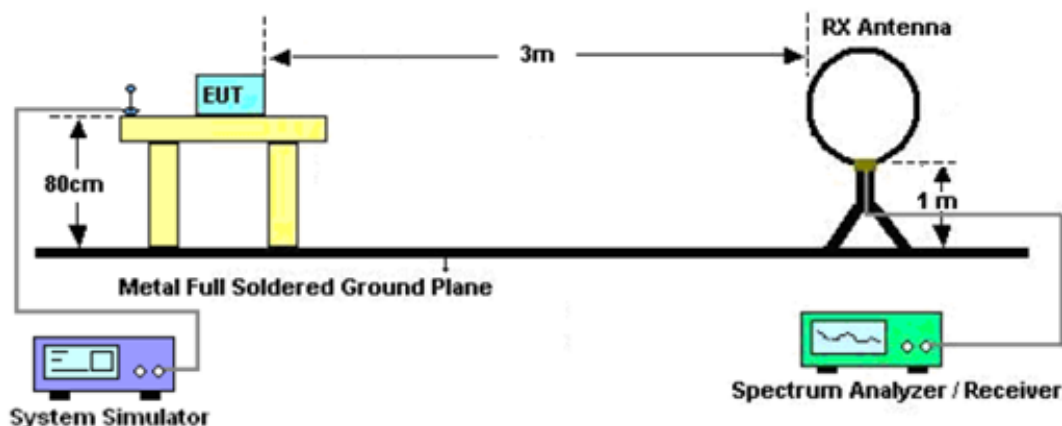 RX Antenna
3m
EUT
80cm
1 m
Metal Full Soldered Ground Plane
System Simulator
Spectrum Analyzer / Receiver